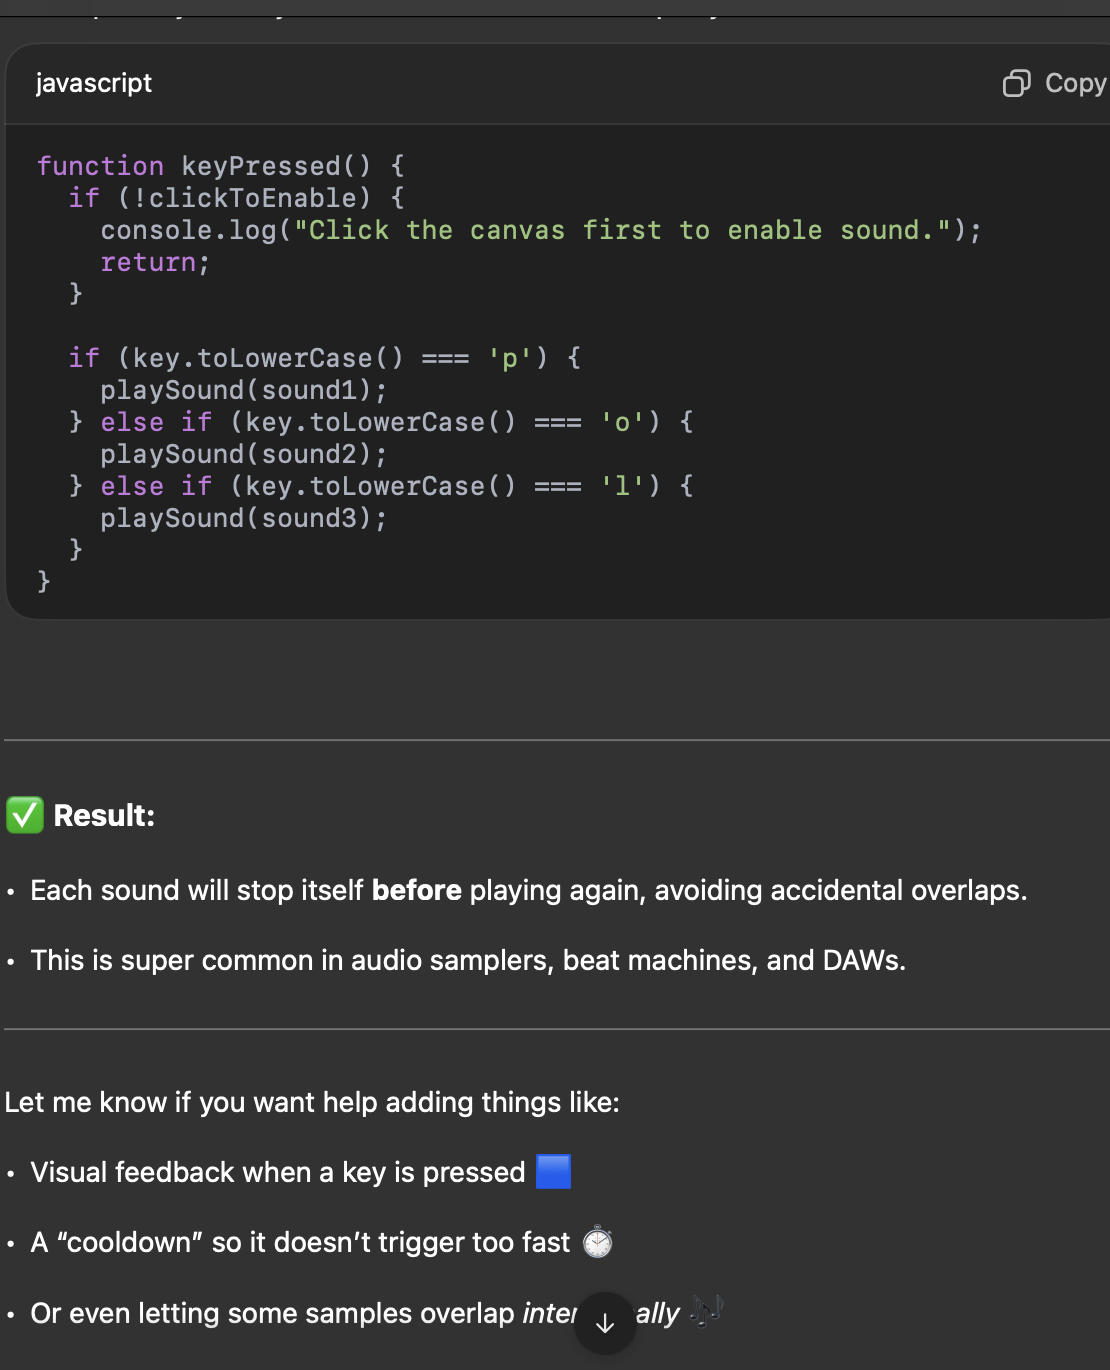 javascript
Copy
function keyPressed() {
  if (!clickToEnable) {
    console.log("Click the canvas first to enable sound.");
    return;
  }

  if (key.toLowerCase() === 'p') {
    playSound(sound1);
  } else if (key.toLowerCase() === 'o') {
    playSound(sound2);
  } else if (key.toLowerCase() === 'l') {
    playSound(sound3);
  }
}
✅ Result:
• Each sound will stop itself before playing again, avoiding accidental overlaps.
• This is super common in audio samplers, beat machines, and DAWs.
Let me know if you want help adding things like:
• Visual feedback when a key is pressed 🟦
• A “cooldown” so it doesn’t trigger too fast ⏱️
• Or even letting some samples overlap 🎶